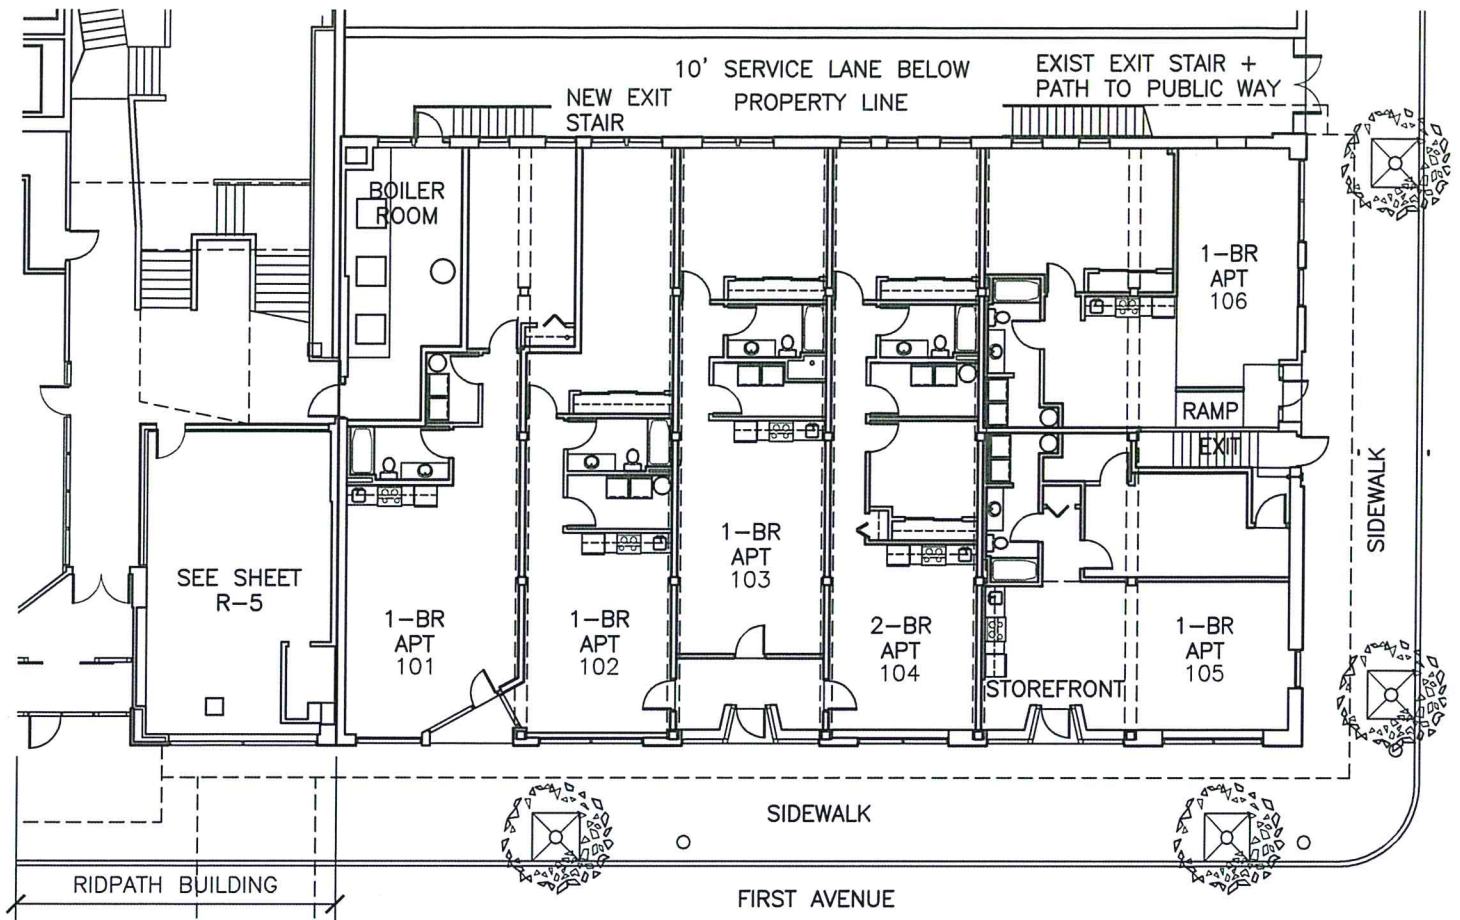 10' SERVICE LANE BELOW
PROPERTY LINE
EXIST EXIT STAIR +
PATH TO PUBLIC WAY
NEW EXIT
STAIR
BOILER
ROOM
1-BR
APT
106
RAMP
EXIT
SIDEWALK
SEE SHEET
R-5
1-BR
APT
101
1-BR
APT
102
1-BR
APT
103
2-BR
APT
104
STOREFRONT
1-BR
APT
105
SIDEWALK
RIDPATH BUILDING
FIRST AVENUE